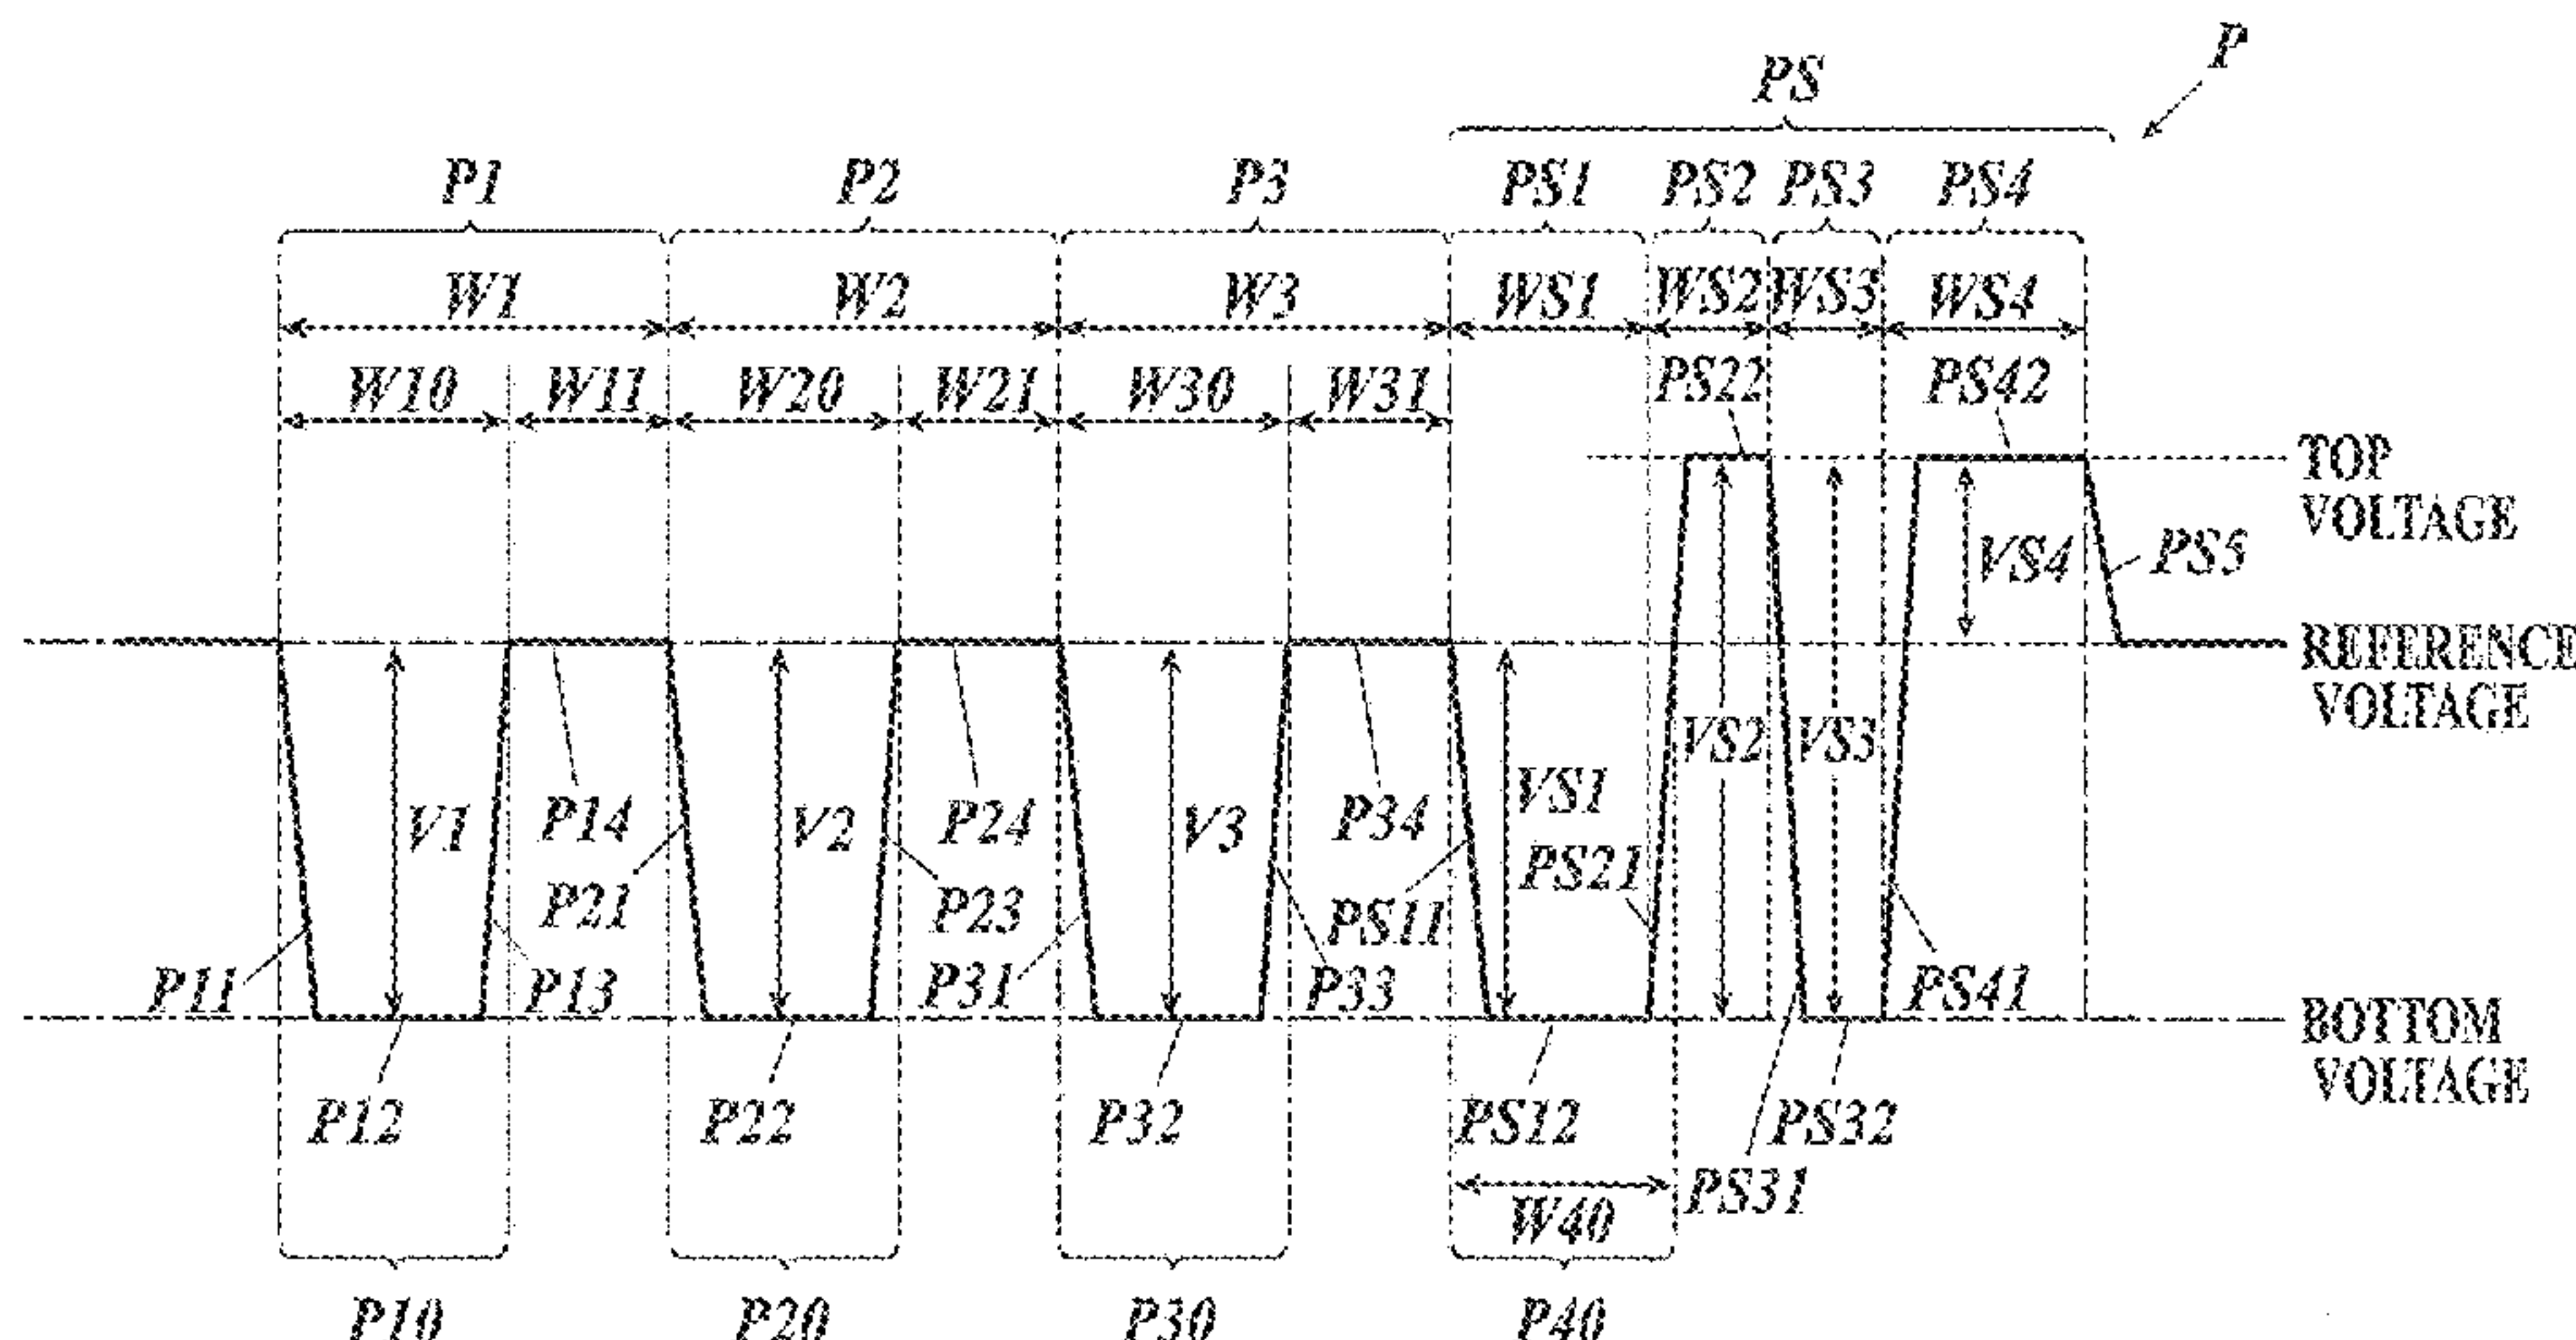 P
PS
P1 P2 P3 PS1 PS2 PS3 PS4
W1 W2 W3 WS1 WS2 WS3 WS4
W10 W11 W20 W21 W30 W31 PS22 PS42
TOP
VOLTAGE
VS4 PS5
REFERENCE
VOLTAGE
VS2 VS3
V1 P14 V2 P24 V3 P34 VS1
P21 P23 PS11 PS21
P11 P13 P31 P33 PS41
BOTTOM
VOLTAGE
P12 P22 P32 PS12 PS32
PS31
W40
P10 P20 P30 P40